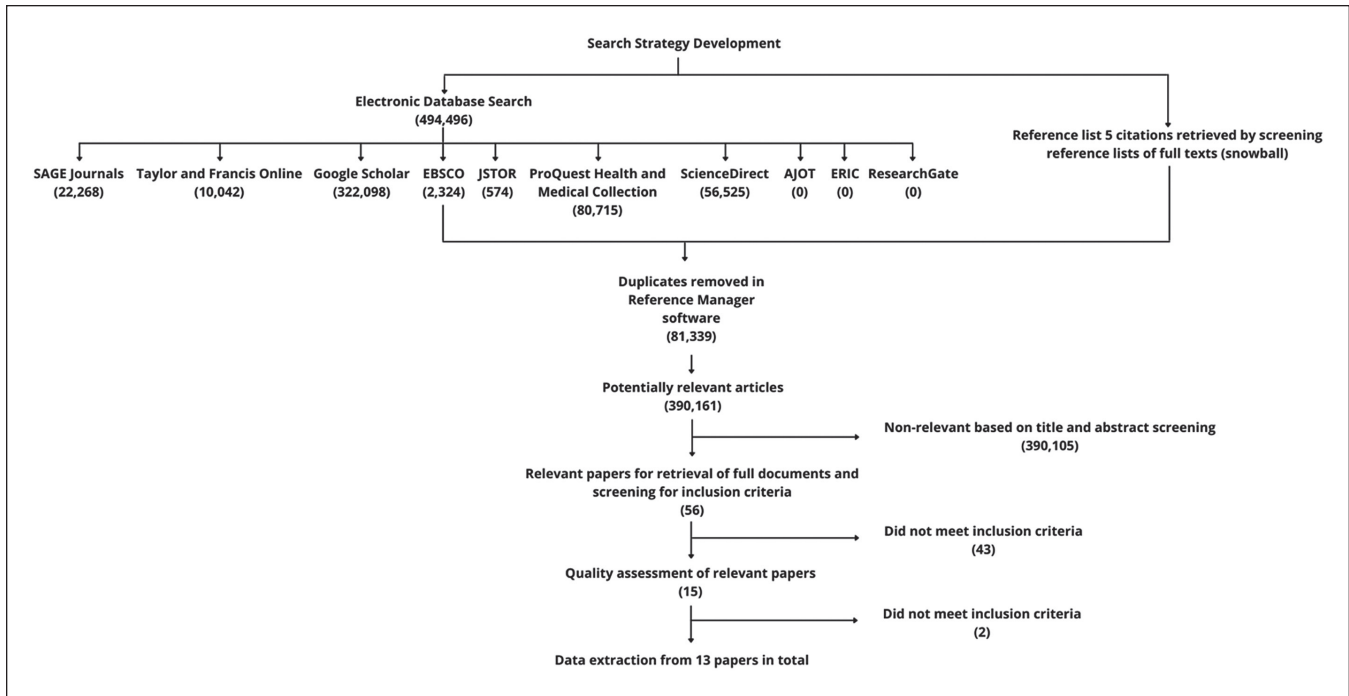 Search Strategy Development
Electronic Database Search
(494,496)
Reference list 5 citations retrieved by screening
reference lists of full texts (snowball)
SAGE Journals
(22,268)
Taylor and Francis Online
(10,042)
Google Scholar
(322,098)
EBSCO
(2,324)
JSTOR
(574)
ProQuest Health and
Medical Collection
(80,715)
ScienceDirect
(56,525)
AJOT
(0)
ERIC
(0)
ResearchGate
(0)
Duplicates removed in
Reference Manager
software
(81,339)
Potentially relevant articles
(390,161)
Non-relevant based on title and abstract screening
(390,105)
Relevant papers for retrieval of full documents and
screening for inclusion criteria
(56)
Did not meet inclusion criteria
(43)
Quality assessment of relevant papers
(15)
Did not meet inclusion criteria
(2)
Data extraction from 13 papers in total